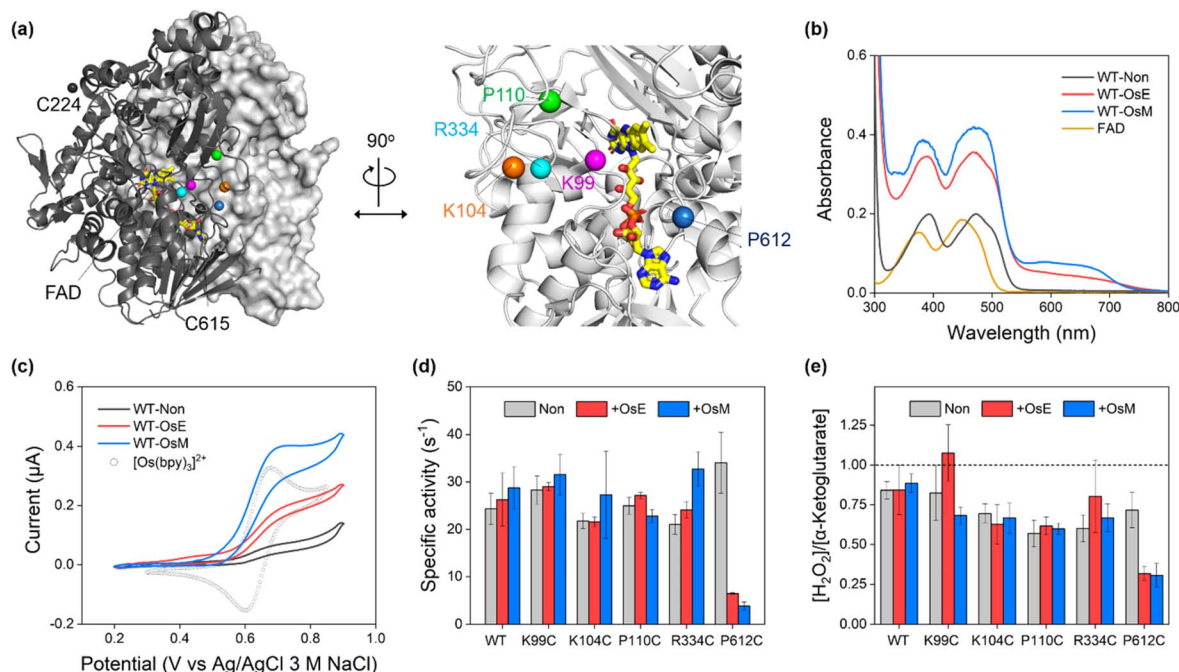 (a)
C224
FAD
C615
90º
P110
R334
K99
K104
P612
(b)
0.6
0.4
0.2
0.0
Absorbance
WT-Non
WT-OsE
WT-OsM
FAD
300 400 500 600 700 800
Wavelength (nm)
(c)
0.6
0.4
0.2
0.0
-0.2
Current (µA)
WT-Non
WT-OsE
WT-OsM
[Os(bpy)₃]²⁺
0.2 0.4 0.6 0.8 1.0
Potential (V vs Ag/AgCl 3 M NaCl)
(d)
50
40
30
20
10
0
Specific activity (s⁻¹)
Non +OsE +OsM
WT K99C K104C P110C R334C P612C
(e)
1.25
1.00
0.75
0.50
0.25
0.00
[H₂O₂]/[α-Ketoglutarate]
Non +OsE +OsM
WT K99C K104C P110C R334C P612C